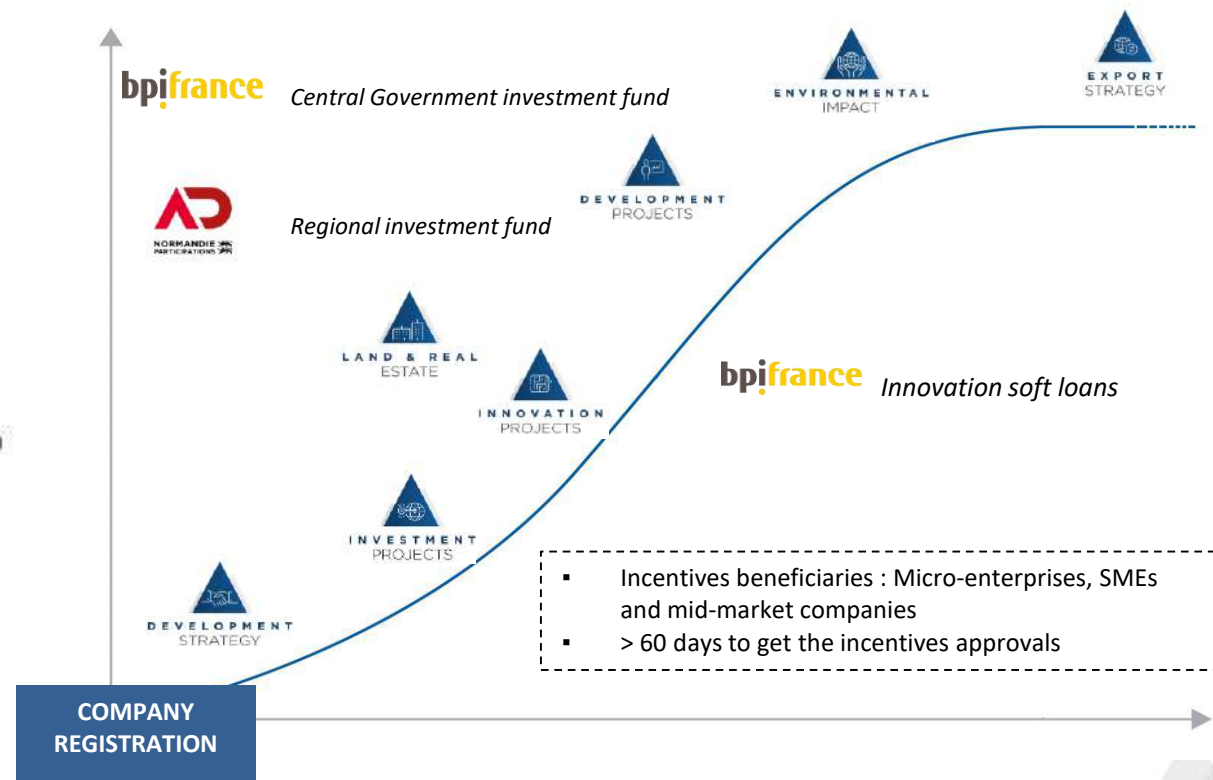 bpifrance
Central Government investment fund
ENVIRONMENTAL
IMPACT
EXPORT
STRATEGY
DEVELOPMENT
PROJECTS
NORMANDIE
PARTICIPATIONS
Regional investment fund
LAND & REAL
ESTATE
INNOVATION
PROJECTS
bpifrance
Innovation soft loans
INVESTMENT
PROJECTS
▪ Incentives beneficiaries : Micro-enterprises, SMEs
and mid-market companies
▪ > 60 days to get the incentives approvals
DEVELOPMENT
STRATEGY
COMPANY
REGISTRATION